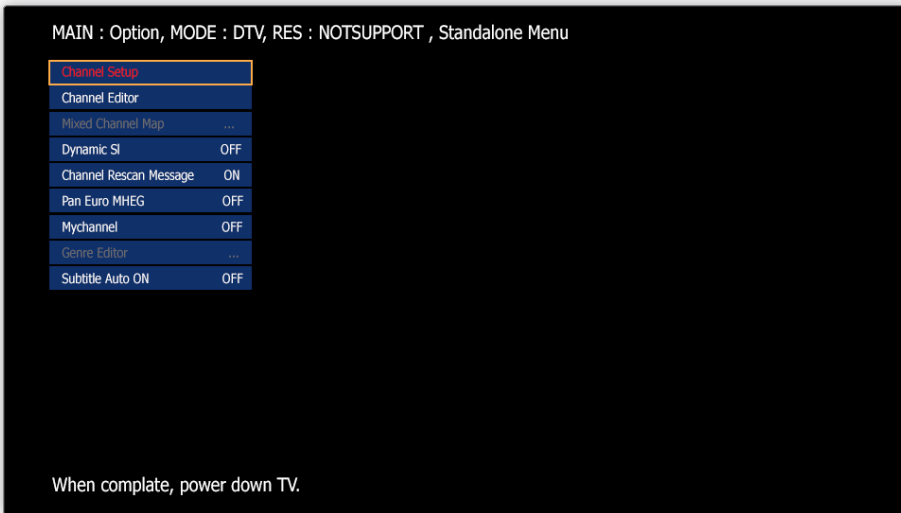 MAIN : Option, MODE : DTV, RES : NOTSUPPORT , Standalone Menu
Channel Setup
Channel Editor
Mixed Channel Map ...
Dynamic SI OFF
Channel Rescan Message ON
Pan Euro MHEG OFF
Mychannel OFF
Genre Editor ...
Subtitle Auto ON OFF
When complate, power down TV.